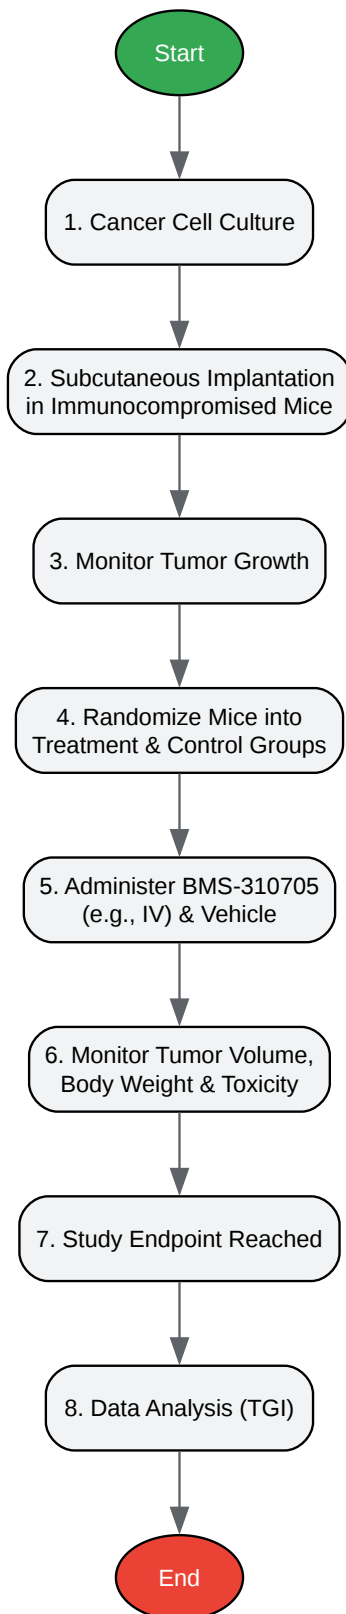 Start
1. Cancer Cell Culture
2. Subcutaneous Implantation
in Immunocompromised Mice
3. Monitor Tumor Growth
4. Randomize Mice into
Treatment & Control Groups
5. Administer BMS-310705
(e.g., IV) & Vehicle
6. Monitor Tumor Volume,
Body Weight & Toxicity
7. Study Endpoint Reached
8. Data Analysis (TGI)
End